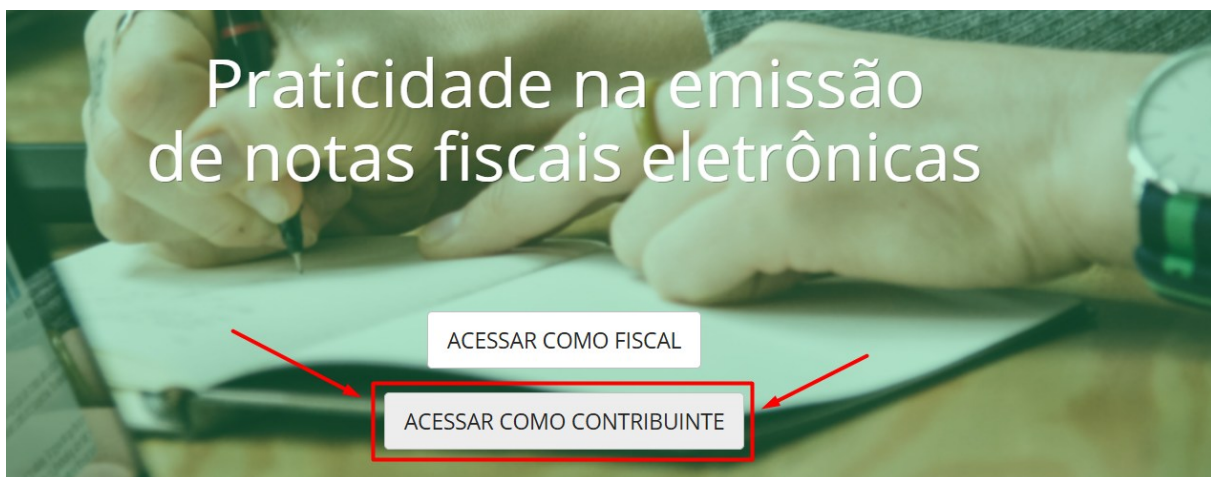 Praticidade na emissão
de notas fiscais eletrônicas
ACESSAR COMO FISCAL
ACESSAR COMO CONTRIBUINTE